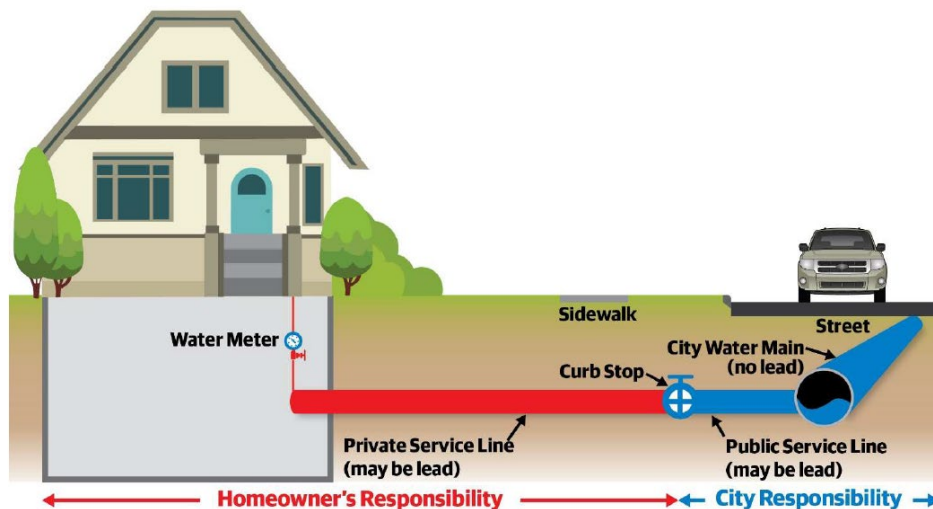 Sidewalk
Street
Water Meter
City Water Main
(no lead)
Curb Stop
Private Service Line
(may be lead)
Public Service Line
(may be lead)
Homeowner's Responsibility
City Responsibility